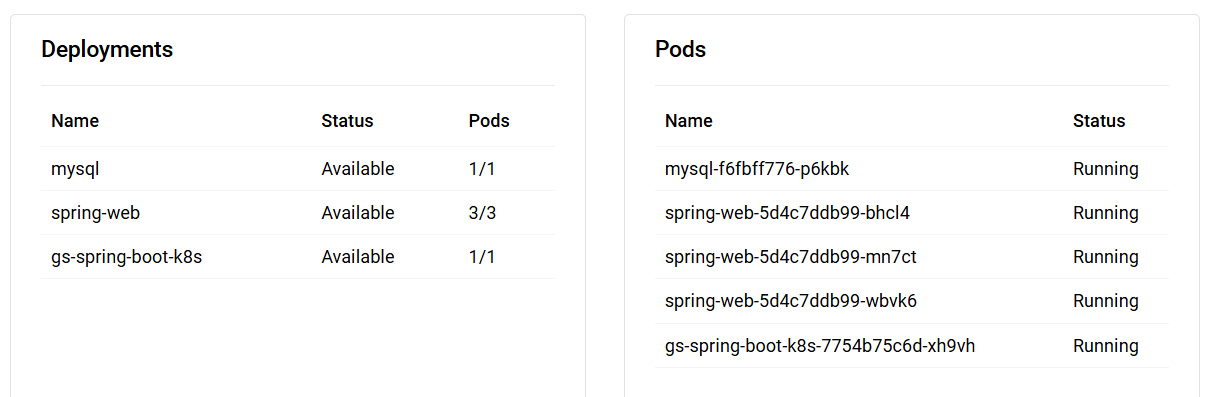 Deployments
Name Status Pods
mysql Available 1/1
spring-web Available 3/3
gs-spring-boot-k8s Available 1/1
Pods
Name Status
mysql-f6fbff776-p6kbk Running
spring-web-5d4c7ddb99-bhcl4 Running
spring-web-5d4c7ddb99-mn7ct Running
spring-web-5d4c7ddb99-wbvk6 Running
gs-spring-boot-k8s-7754b75c6d-xh9vh Running